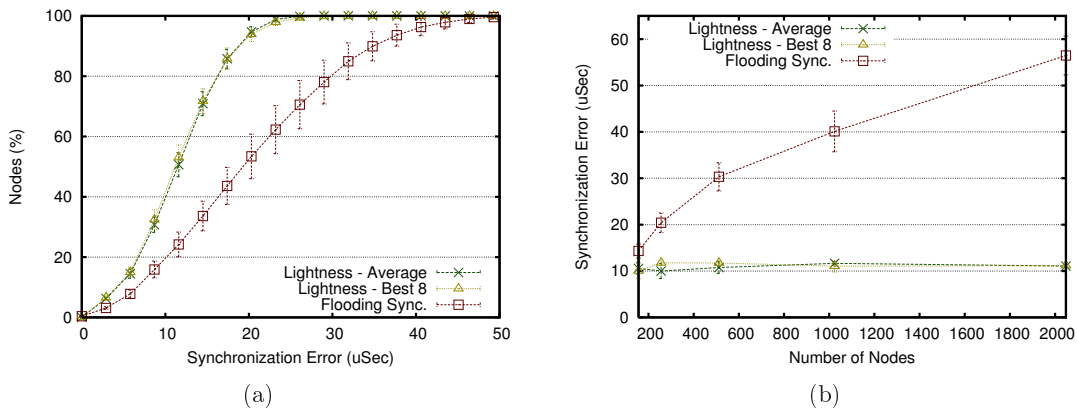 Nodes (%)
100
80
60
40
20
0
Lightness - Average
Lightness - Best 8
Flooding Sync.
0 10 20 30 40 50
Synchronization Error (uSec)
(a)
Synchronization Error (uSec)
60
50
40
30
20
10
0
Lightness - Average
Lightness - Best 8
Flooding Sync.
200 400 600 800 1000 1200 1400 1600 1800 2000
Number of Nodes
(b)